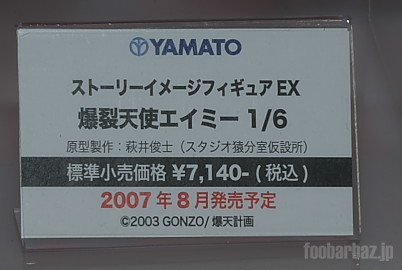 YAMATO
ストーリーイメージフィギュア EX
爆裂天使エイミー 1/6
原型製作：萩井俊士（スタジオ猿分室仮設所）
標準小売価格 ¥7,140-（税込）
2007年8月発売予定
©2003 GONZO/爆天計画
foobarbaz.jp